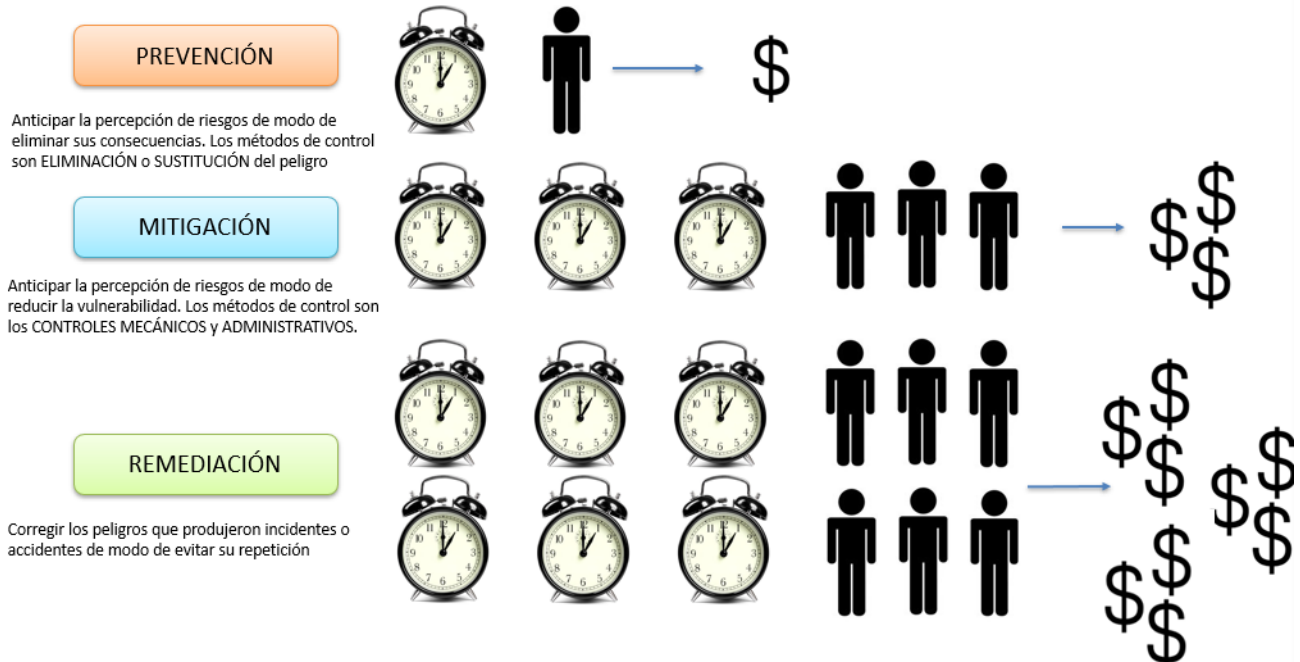 PREVENCIÓN
$
Anticipar la percepción de riesgos de modo de
eliminar sus consecuencias. Los métodos de control
son ELIMINACIÓN o SUSTITUCIÓN del peligro
MITIGACIÓN
$
$
$
Anticipar la percepción de riesgos de modo de
reducir la vulnerabilidad. Los métodos de control son
los CONTROLES MECÁNICOS y ADMINISTRATIVOS.
REMEDIACIÓN
$
$
$
$
$
$
$
$
$
Corregir los peligros que produjeron incidentes o
accidentes de modo de evitar su repetición